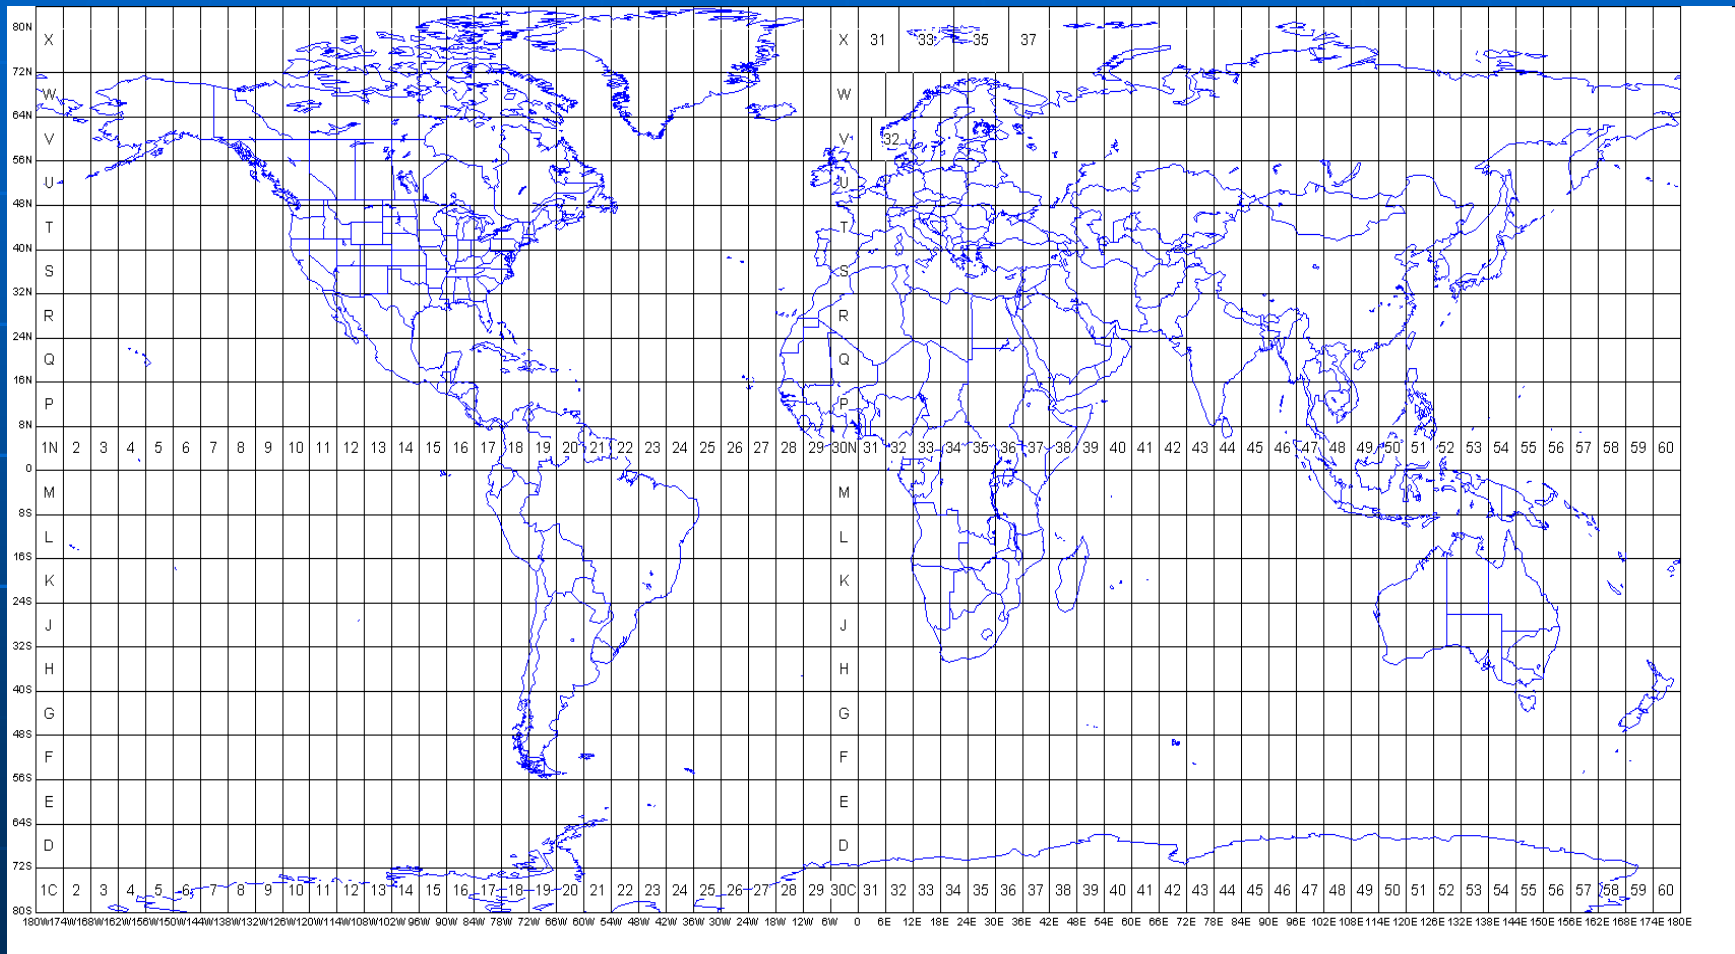 80N
X X 31 33 35 37
72N
W W
64N
V V 32
56N
U U
48N
T T
40N
S S
32N
R R
24N
Q Q
16N
P P
8N
1N 2 3 4 5 6 7 8 9 10 11 12 13 14 15 16 17 18 19 20 21 22 23 24 25 26 27 28 29 30N 31 32 33 34 35 36 37 38 39 40 41 42 43 44 45 46 47 48 49 50 51 52 53 54 55 56 57 58 59 60
0
M M
8S
L L
16S
K K
24S
J J
32S
H H
40S
G G
48S
F F
56S
E E
64S
D D
72S
1C 2 3 4 5 6 7 8 9 10 11 12 13 14 15 16 17 18 19 20 21 22 23 24 25 26 27 28 29 30C 31 32 33 34 35 36 37 38 39 40 41 42 43 44 45 46 47 48 49 50 51 52 53 54 55 56 57 58 59 60
80S
180W 174W 168W 162W 156W 150W 144W 138W 132W 126W 120W 114W 108W 102W 96W 90W 84W 78W 72W 66W 60W 54W 48W 42W 36W 30W 24W 18W 12W 6W 0 6E 12E 18E 24E 30E 36E 42E 48E 54E 60E 66E 72E 78E 84E 90E 96E 102E 108E 114E 120E 126E 132E 138E 144E 150E 156E 162E 168E 174E 180E